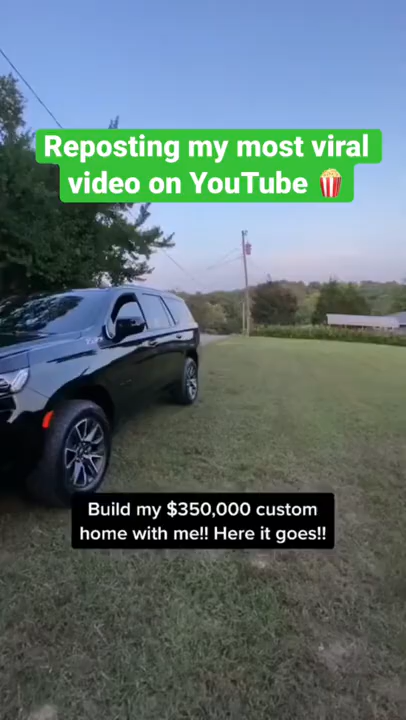 Reposting my most viral
video on YouTube 🍿
Build my $350,000 custom
home with me!! Here it goes!!